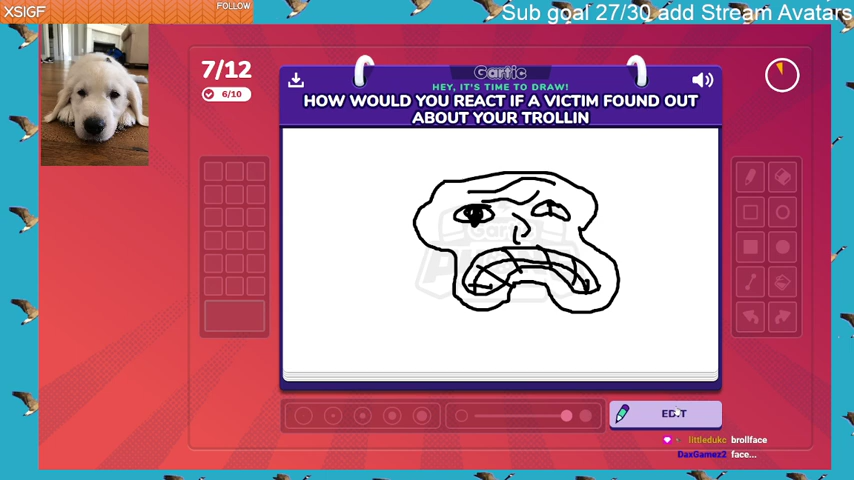 XSIGF
FOLLOW
Sub goal 27/30 add Stream Avatars
7/12
6/10
Gartic
HEY, IT'S TIME TO DRAW!
HOW WOULD YOU REACT IF A VICTIM FOUND OUT
ABOUT YOUR TROLLIN
EDIT
littledukc brollface
DaxGamez2 face...